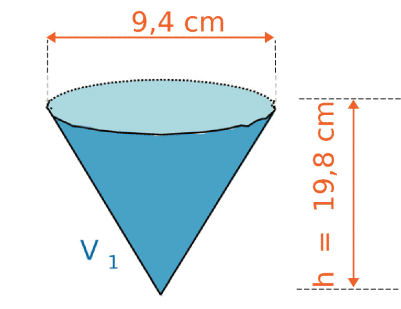 9,4 cm
h = 19,8 cm
V 1